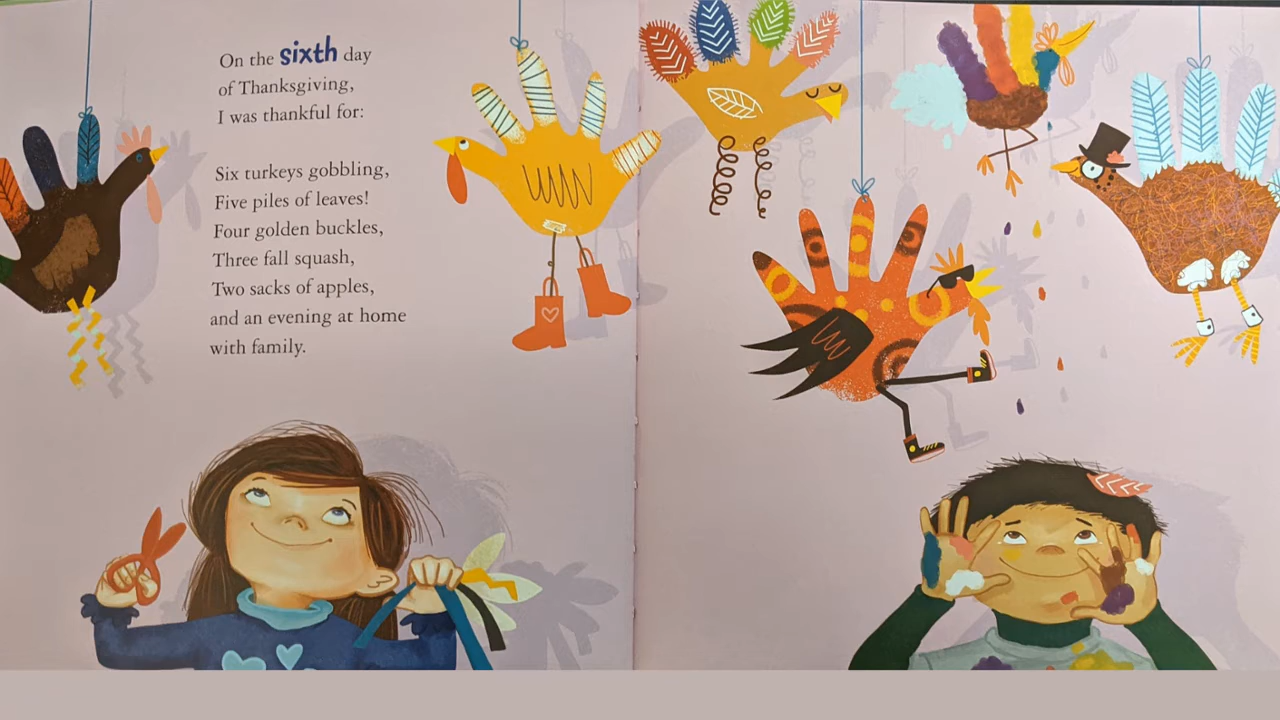 On the sixth day
of Thanksgiving,
I was thankful for:
Six turkeys gobbling,
Five piles of leaves!
Four golden buckles,
Three fall squash,
Two sacks of apples,
and an evening at home
with family.